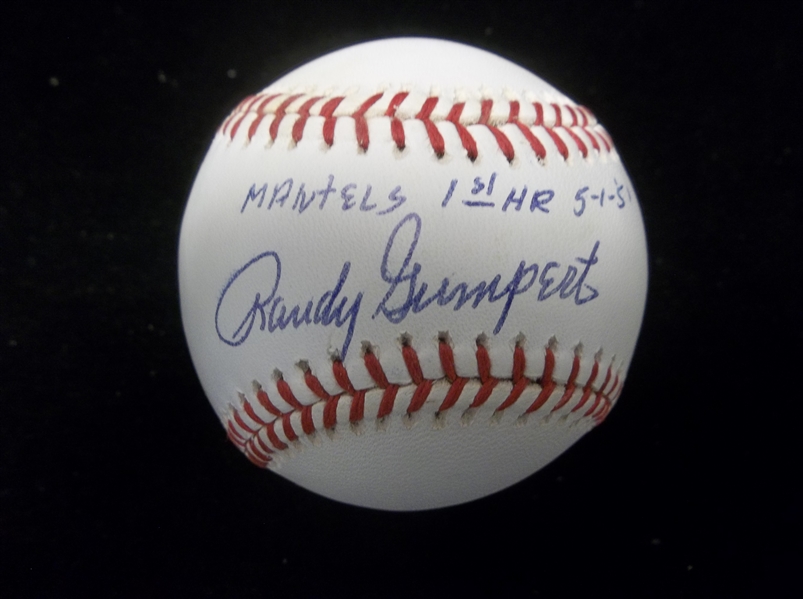 MANTELS 1st HR 5-1-51
Randy Gumpert